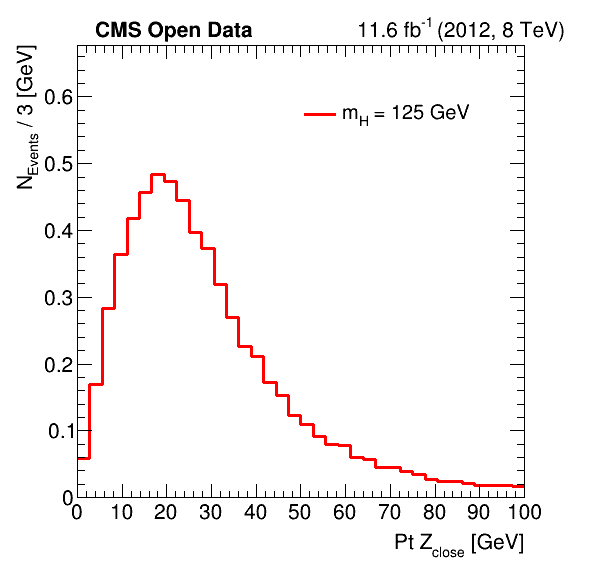 CMS Open Data 11.6 fb⁻¹ (2012, 8 TeV)
N_Events / 3 [GeV]
m_H = 125 GeV
0.6
0.5
0.4
0.3
0.2
0.1
0
0 10 20 30 40 50 60 70 80 90 100
Pt Z_close [GeV]